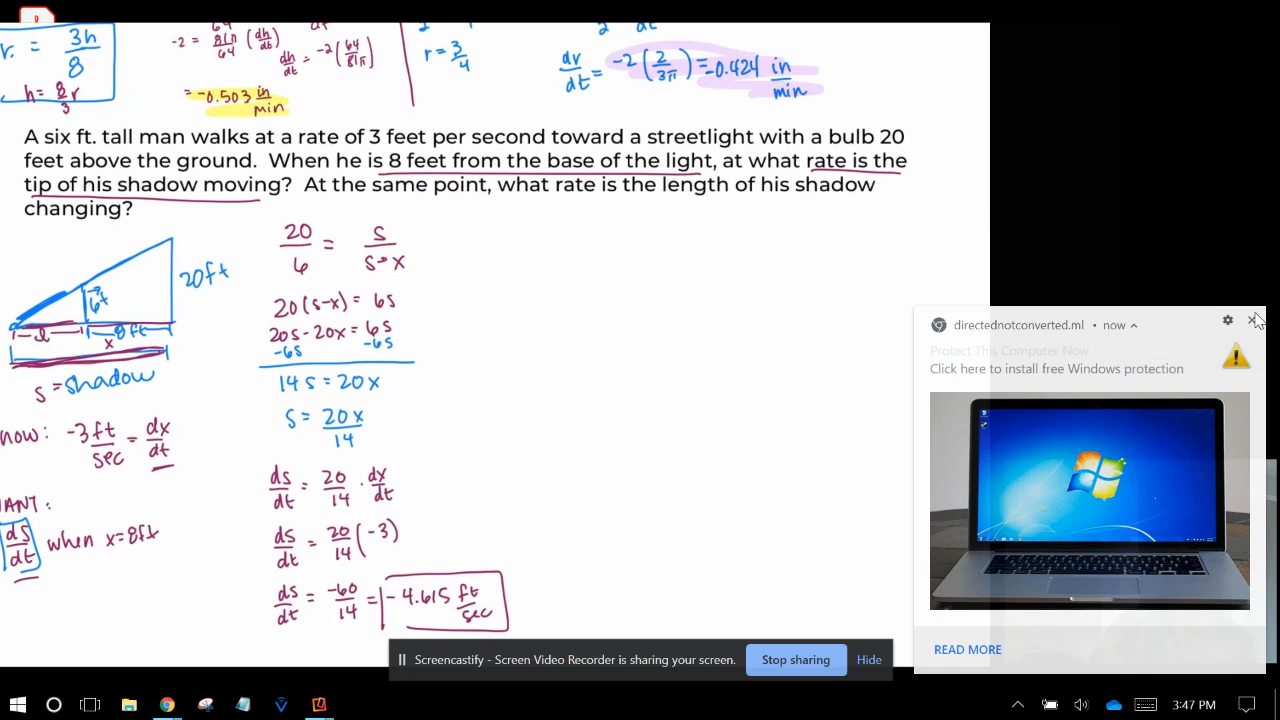 r = 3h/8
h = 8/3 r
-2 = 81π/64 (dh/dt)
dh/dt = -2(64/81π)
= -0.503 in/min
r = 3/4
dr/dt = -2(2/3π) = -0.424 in/min
A six ft. tall man walks at a rate of 3 feet per second toward a streetlight with a bulb 20
feet above the ground. When he is 8 feet from the base of the light, at what rate is the
tip of his shadow moving? At the same point, what rate is the length of his shadow
changing?
20ft
6ft
l
8 ft
x
s = shadow
now: -3 ft/sec = dx/dt
ANT:
ds/dt when x=8ft
20/6 = s/s-x
20(s-x) = 6s
20s - 20x = 6s
-6s -6s
14s = 20x
s = 20x/14
ds/dt = 20/14 · dx/dt
ds/dt = 20/14 (-3)
ds/dt = -60/14 = -4.615 ft/sec
directednotconverted.ml • now
Protect This Computer Now
Click here to install free Windows protection
READ MORE
Screencastify - Screen Video Recorder is sharing your screen.
Stop sharing
Hide
3:47 PM